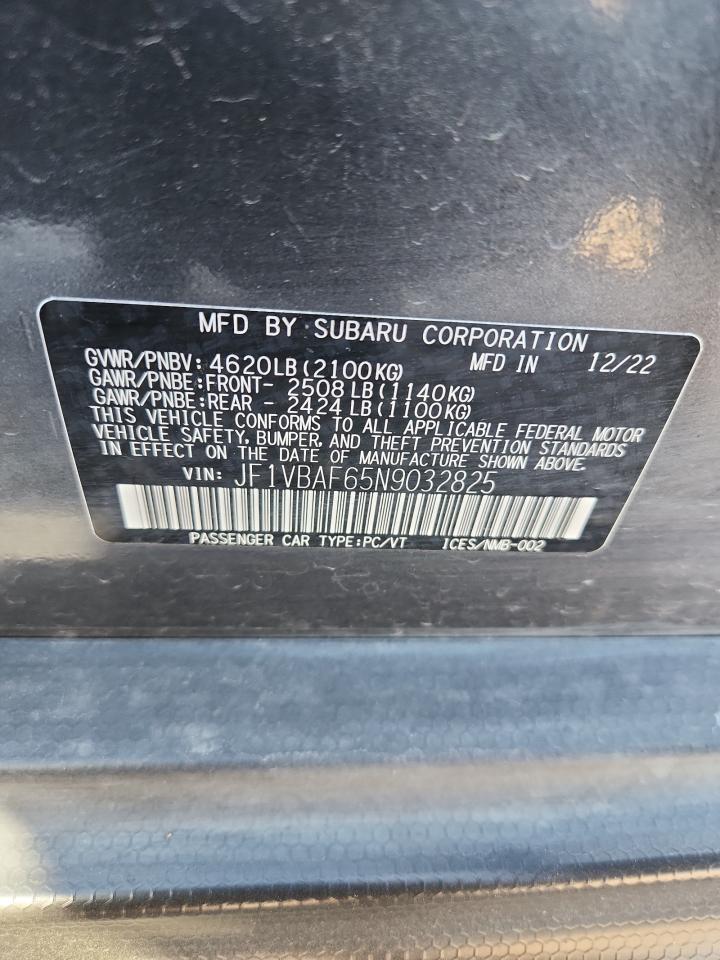 MFD BY SUBARU CORPORATION
GVWR/PNBV: 4620LB(2100KG) MFD IN 12/22
GAWR/PNBE:FRONT- 2508LB(1140KG)
GAWR/PNBE:REAR - 2424LB(1100KG)
THIS VEHICLE CONFORMS TO ALL APPLICABLE FEDERAL MOTOR
VEHICLE SAFETY, BUMPER, AND THEFT PREVENTION STANDARDS
IN EFFECT ON THE DATE OF MANUFACTURE SHOWN ABOVE.
VIN: JF1VBAF65N9032825
PASSENGER CAR TYPE:PC/VT ICES/NMB-002